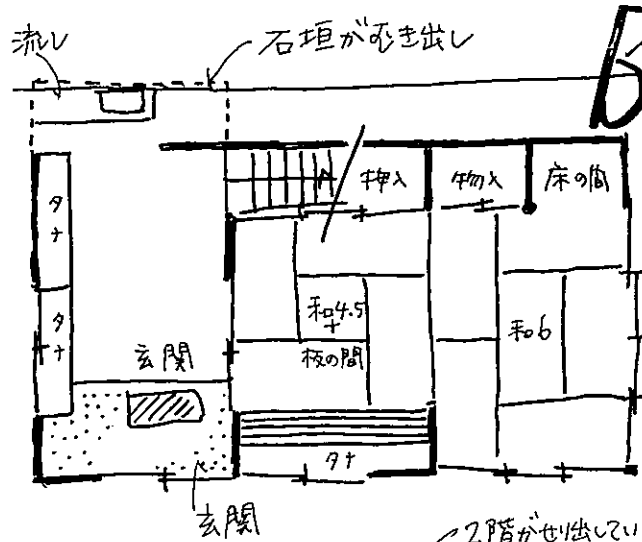 流し
石垣がむき出し
押入
物入
床の間
タナ
和4.5
和6
タナ
玄関
板の間
タナ
玄関
2階がせり出してい